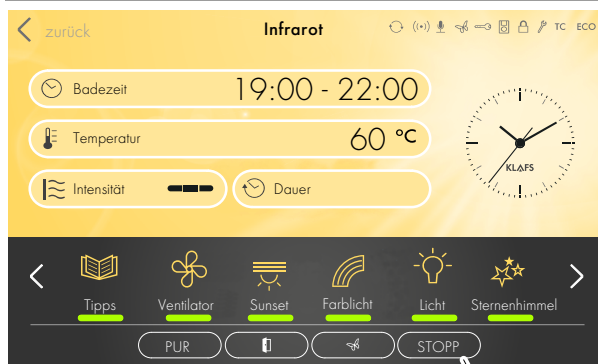 zurück
Infrarot
TC ECO
Badezeit 19:00 - 22:00
Temperatur 60 °C
Intensität
Dauer
KLAFS
Tipps Ventilator Sunset Farblicht Licht Sternenhimmel
PUR STOPP